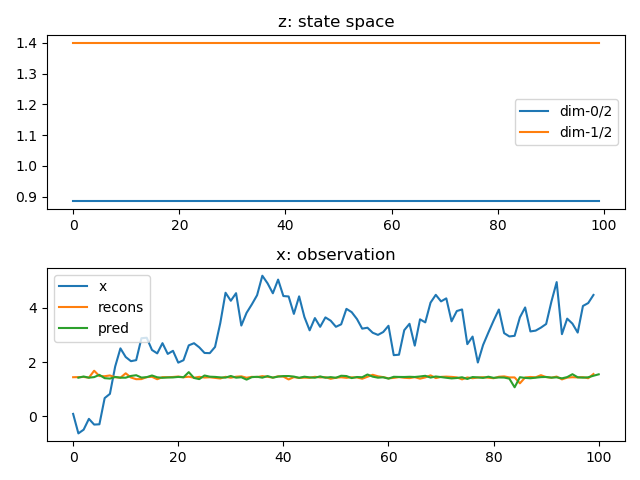 z: state space
1.4
1.3
1.2
1.1
1.0
0.9
dim-0/2
dim-1/2
0 20 40 60 80 100
x: observation
4
2
0
x
recons
pred
0 20 40 60 80 100